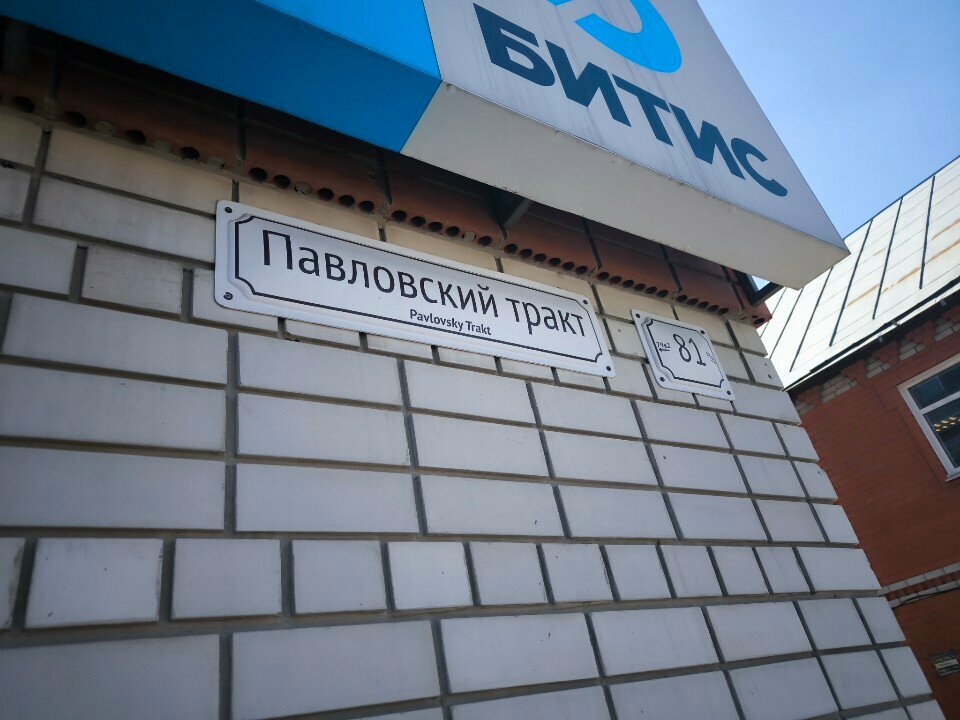 БИТИС
Павловский тракт
Pavlovsky Trakt
81